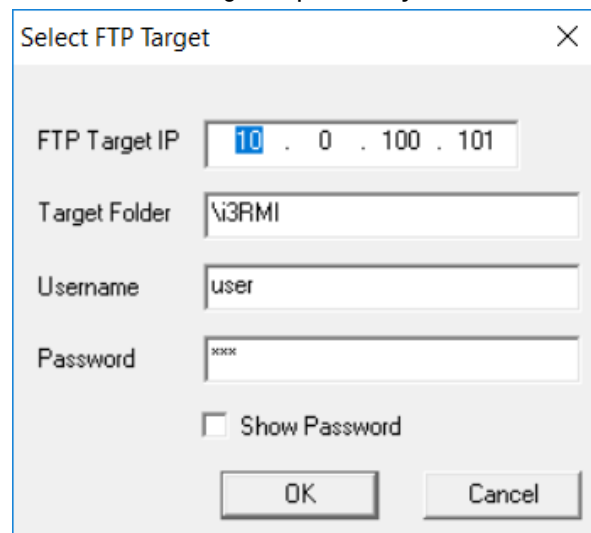 Select FTP Target
FTP Target IP 10 . 0 . 100 . 101
Target Folder \i3RMI
Username user
Password ***
Show Password
OK Cancel